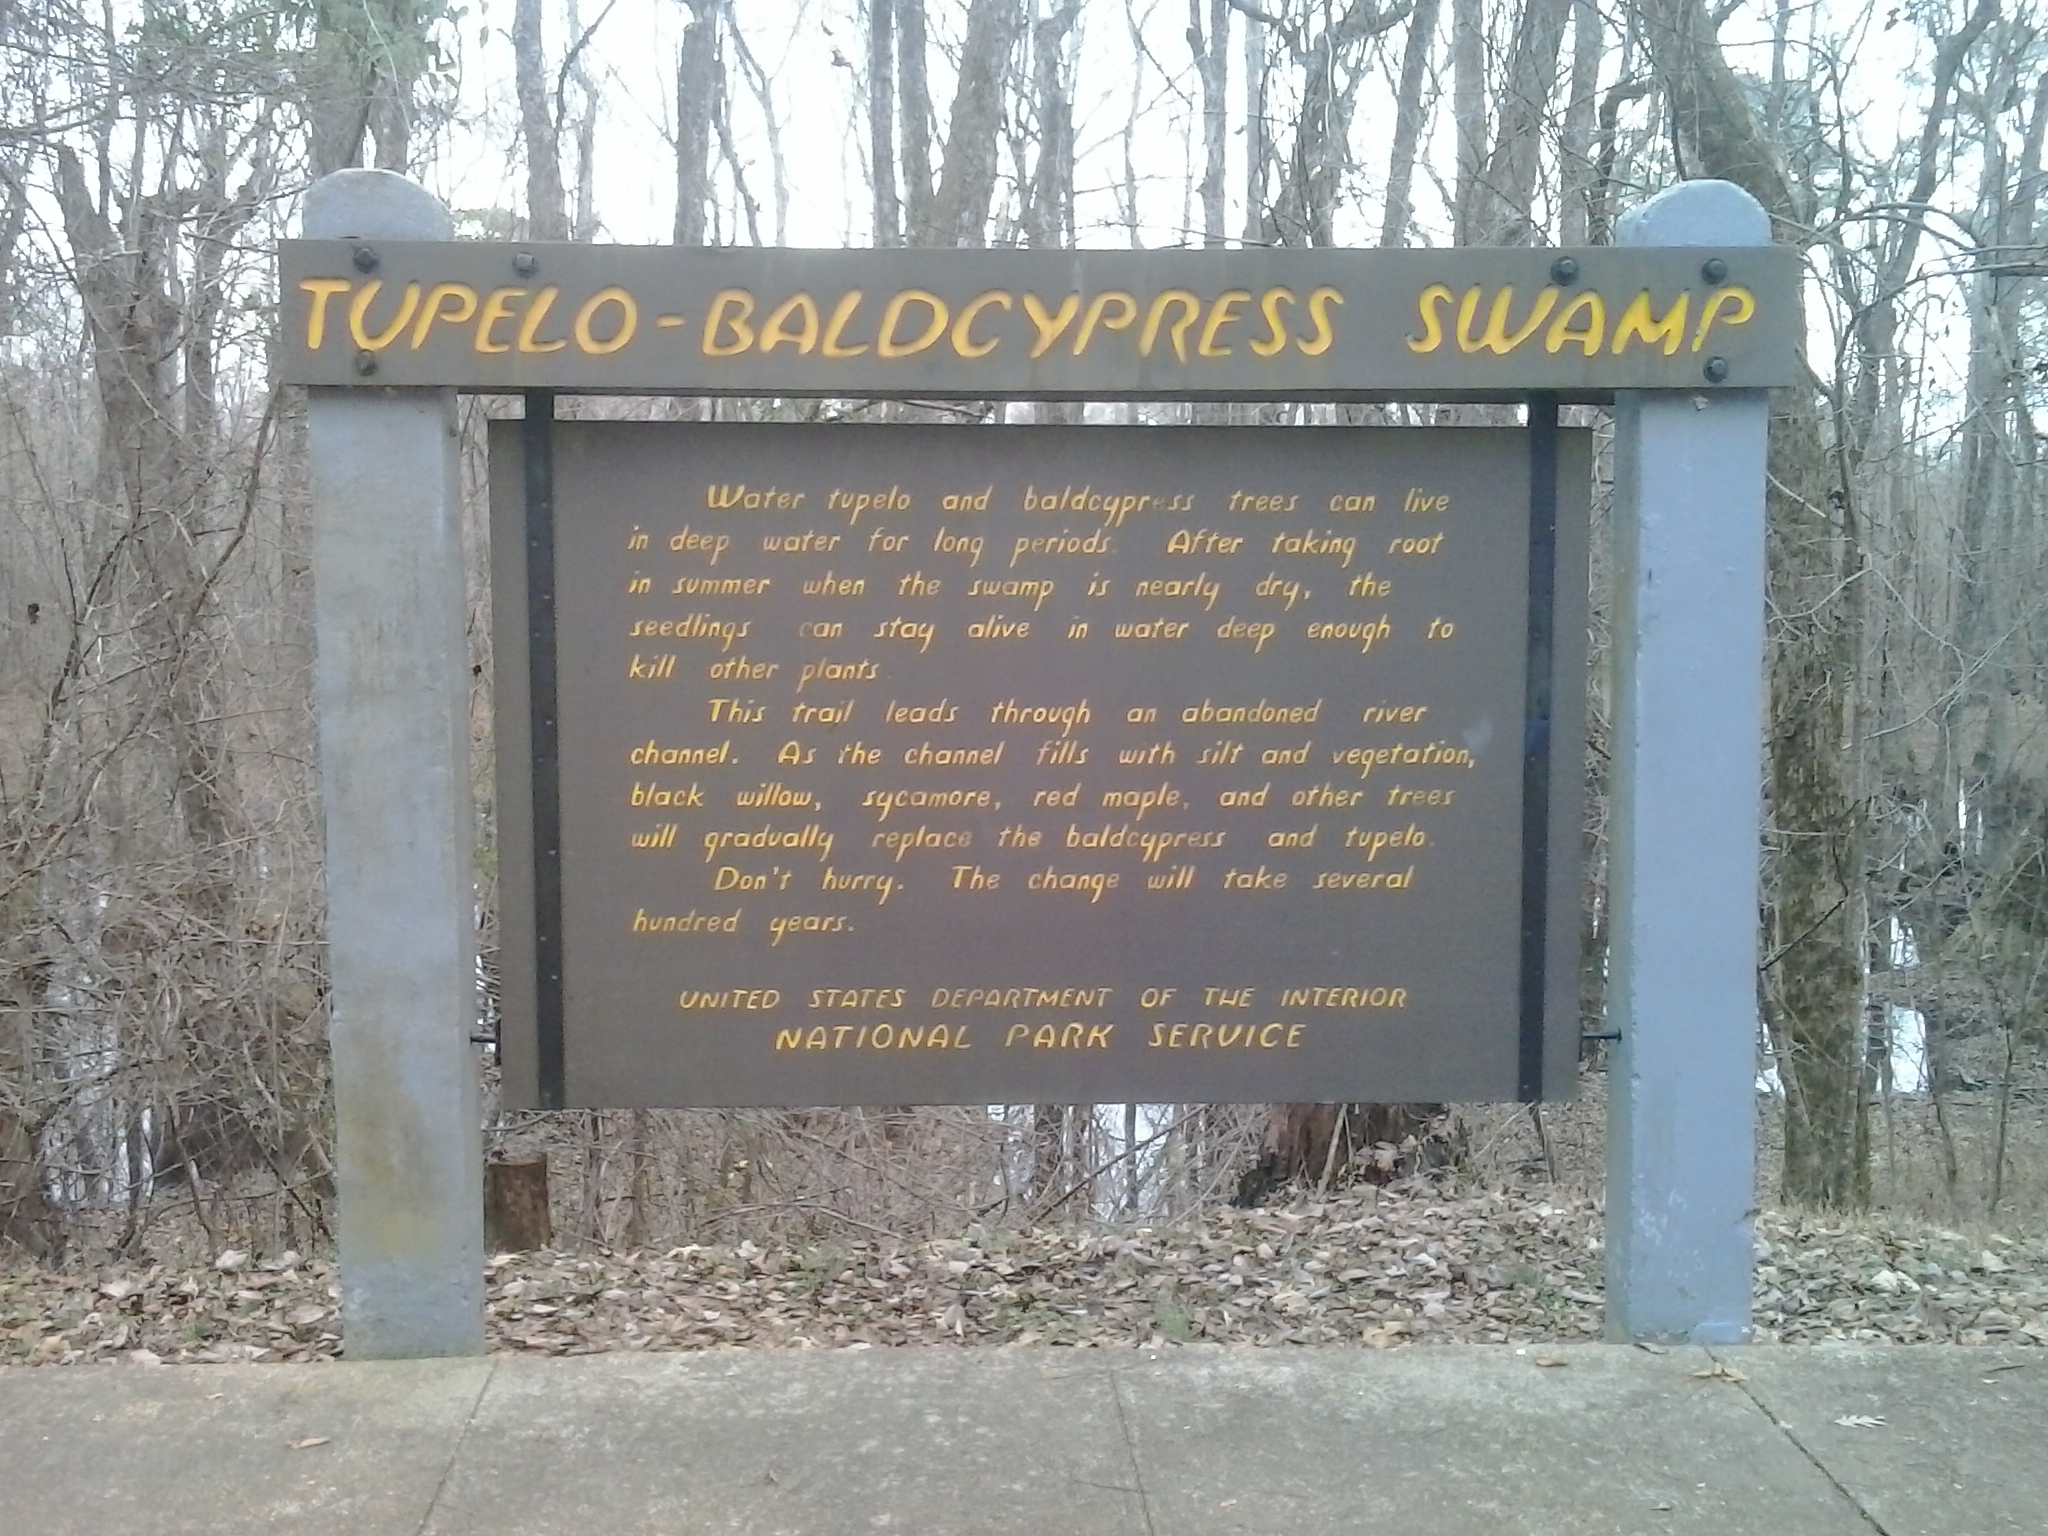 TUPELO-BALDCYPRESS SWAMP
Water tupelo and baldcypress trees can live
in deep water for long periods. After taking root
in summer when the swamp is nearly dry, the
seedlings can stay alive in water deep enough to
kill other plants.
This trail leads through an abandoned river
channel. As the channel fills with silt and vegetation,
black willow, sycamore, red maple, and other trees
will gradually replace the baldcypress and tupelo.
Don't hurry. The change will take several
hundred years.
UNITED STATES DEPARTMENT OF THE INTERIOR
NATIONAL PARK SERVICE